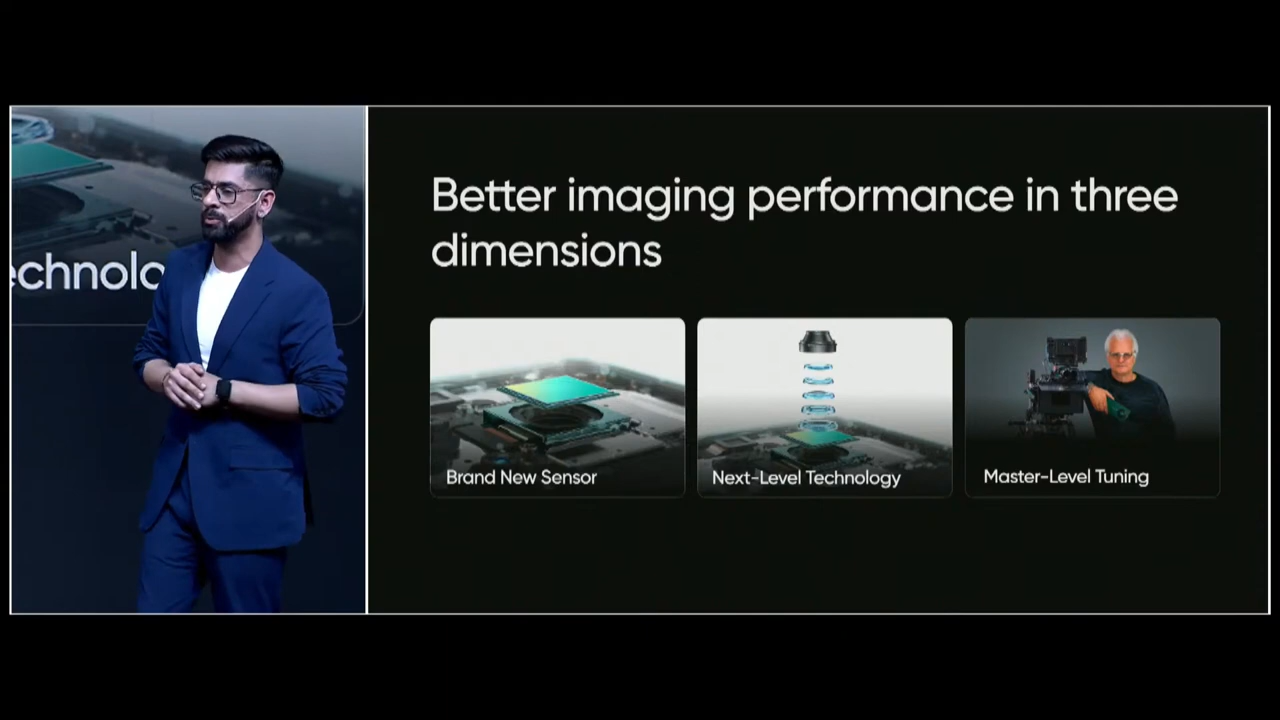 echnolo
Better imaging performance in three
dimensions
Brand New Sensor
Next-Level Technology
Master-Level Tuning